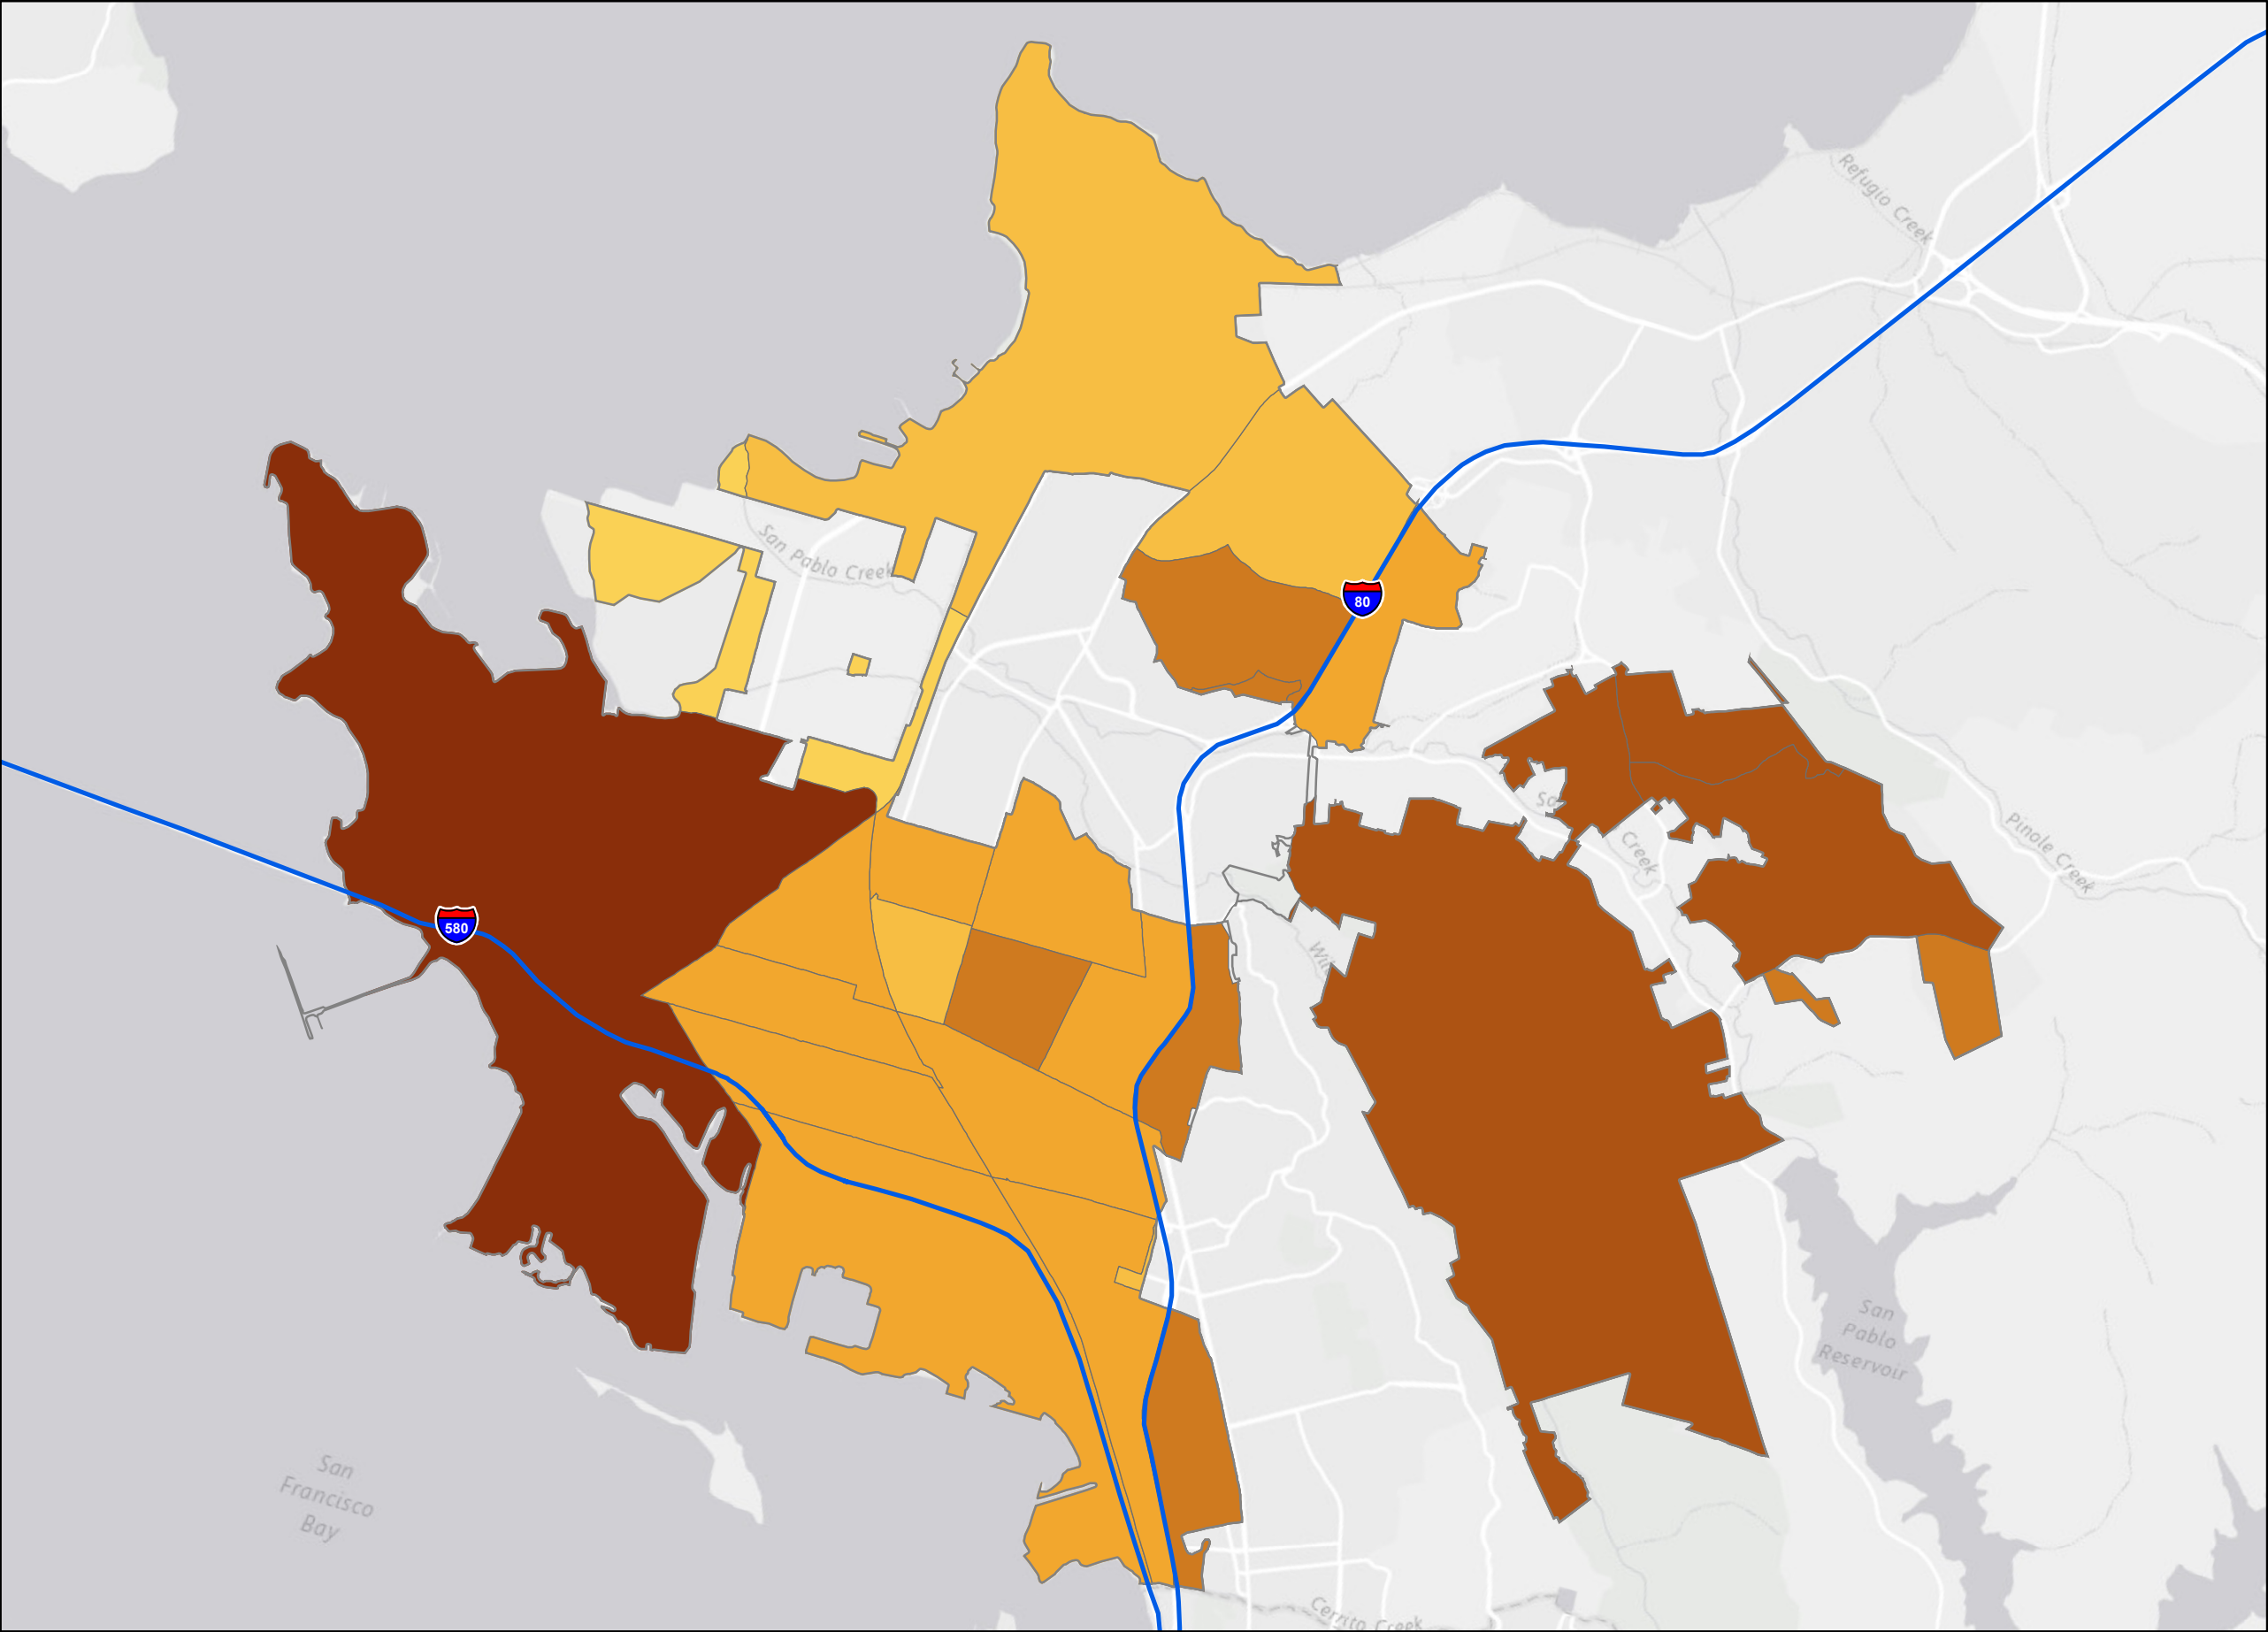 Refugio Creek
San Pablo Creek
80
Creek
Pinole Creek
580
San
Pablo
Reservoir
San
Francisco
Bay
Cerrito Creek